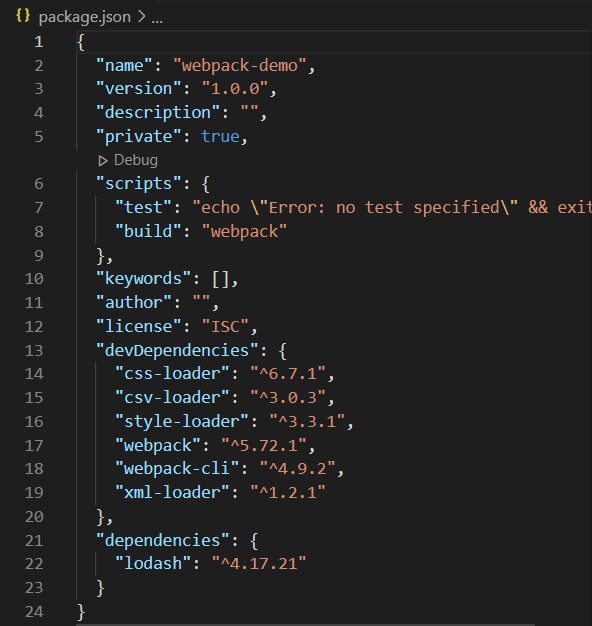 {} package.json > ...
1 {
2 "name": "webpack-demo",
3 "version": "1.0.0",
4 "description": "",
5 "private": true,
Debug
6 "scripts": {
7 "test": "echo \"Error: no test specified\" && exit
8 "build": "webpack"
9 },
10 "keywords": [],
11 "author": "",
12 "license": "ISC",
13 "devDependencies": {
14 "css-loader": "^6.7.1",
15 "csv-loader": "^3.0.3",
16 "style-loader": "^3.3.1",
17 "webpack": "^5.72.1",
18 "webpack-cli": "^4.9.2",
19 "xml-loader": "^1.2.1"
20 },
21 "dependencies": {
22 "lodash": "^4.17.21"
23 }
24 }